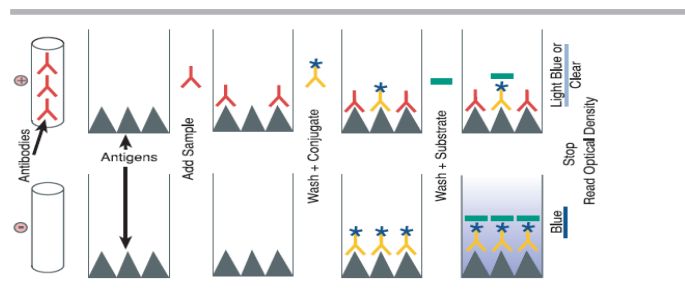 +
Antibodies
Antigens
Add Sample
Wash + Conjugate
Wash + Substrate
Light Blue or
Clear
Stop
Read Optical Density
-
Blue